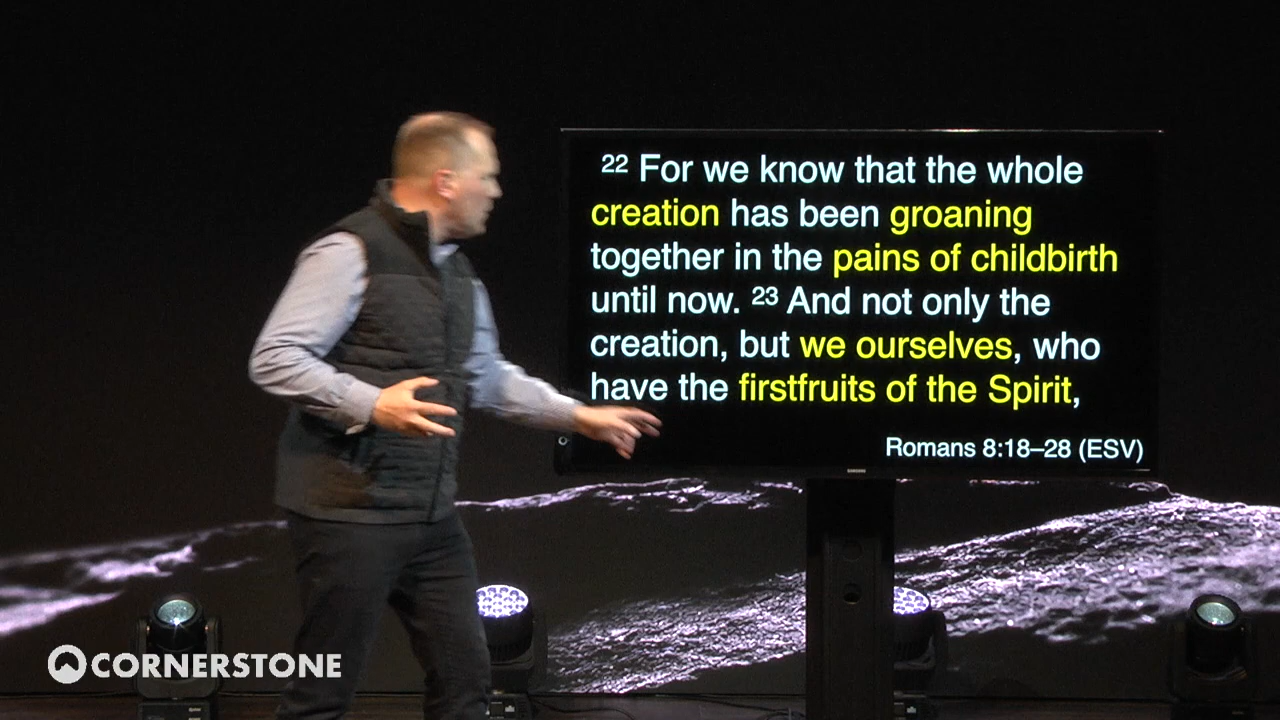 22 For we know that the whole
creation has been groaning
together in the pains of childbirth
until now. 23 And not only the
creation, but we ourselves, who
have the firstfruits of the Spirit,
Romans 8:18–28 (ESV)
SAMSUNG
CORNERSTONE